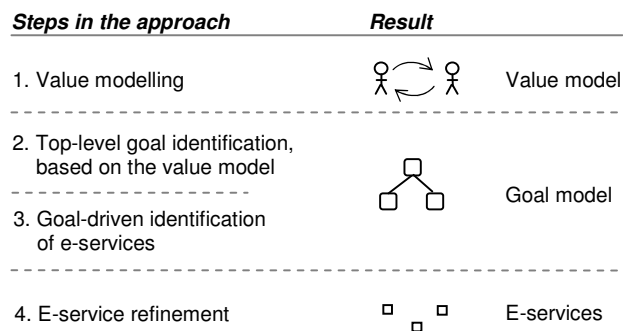 Steps in the approach
Result
1. Value modelling
Value model
2. Top-level goal identification,
based on the value model
Goal model
3. Goal-driven identification
of e-services
4. E-service refinement
E-services